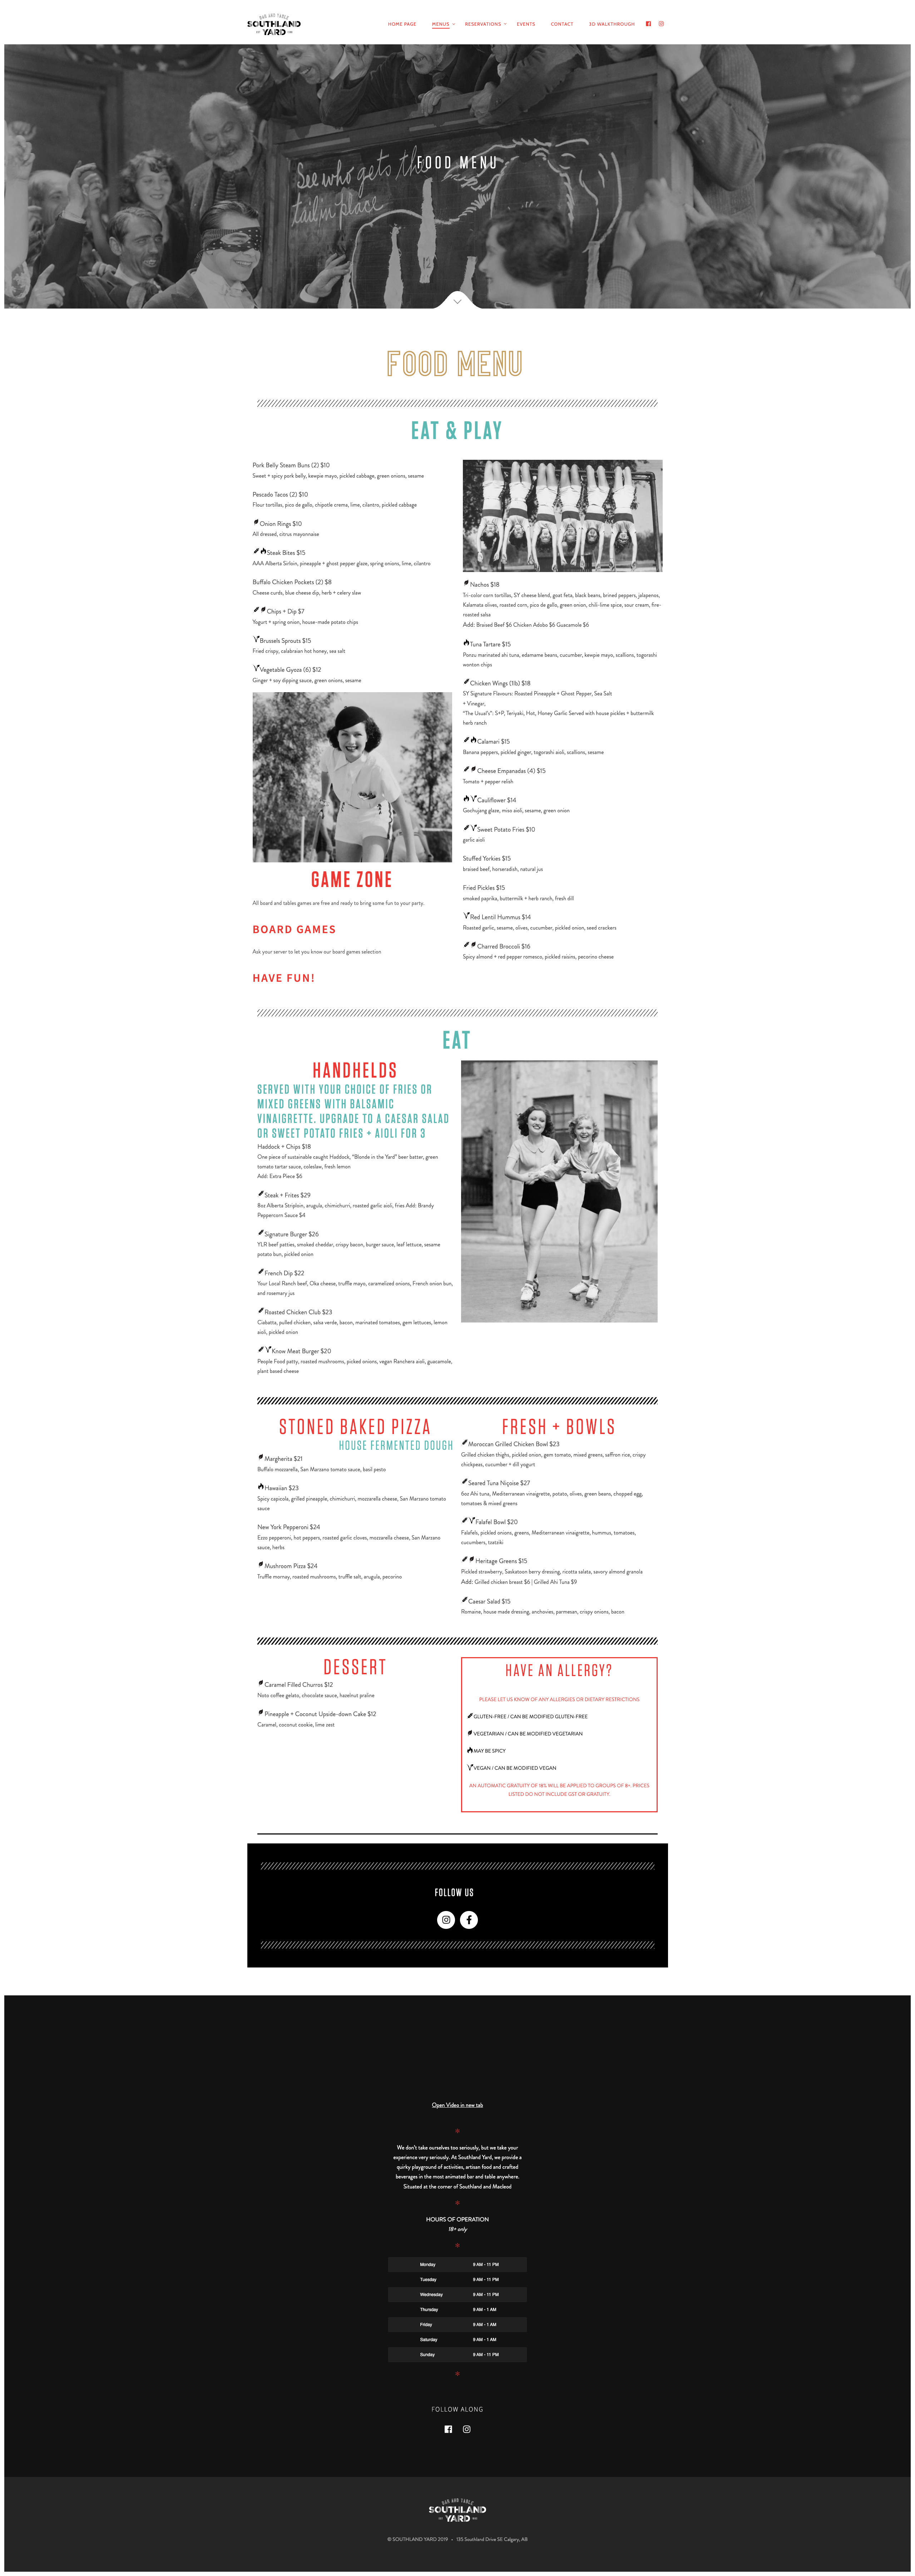 BAR AND TABLE
SOUTHLAND
YARD
HOME PAGE
MENUS
RESERVATIONS
EVENTS
CONTACT
3D WALKTHROUGH
See who gets the
tail in place
FOOD MENU
12
FOOD MENU
EAT & PLAY
Pork Belly Steam Buns (2) $10
Sweet + spicy pork belly, kewpie mayo, pickled cabbage, green onions, sesame
Pescado Tacos (2) $10
Flour tortillas, pico de gallo, chipotle crema, lime, cilantro, pickled cabbage
Onion Rings $10
All dressed, citrus mayonnaise
Steak Bites $15
AAA Alberta Sirloin, pineapple + ghost pepper glaze, spring onions, lime, cilantro
Buffalo Chicken Pockets (2) $8
Cheese curds, blue cheese dip, herb + celery slaw
Chips + Dip $7
Yogurt + spring onion, house-made potato chips
Brussels Sprouts $15
Fried crispy, calabraian hot honey, sea salt
Vegetable Gyoza (6) $12
Ginger + soy dipping sauce, green onions, sesame
GAME ZONE
All board and tables games are free and ready to bring some fun to your party.
BOARD GAMES
Ask your server to let you know our board games selection
HAVE FUN!
Nachos $18
Tri-color corn tortillas, SY cheese blend, goat feta, black beans, brined peppers, jalapenos,
Kalamata olives, roasted corn, pico de gallo, green onion, chili-lime spice, sour cream, fire-
roasted salsa
Add: Braised Beef $6 Chicken Adobo $6 Guacamole $6
Tuna Tartare $15
Ponzu marinated ahi tuna, edamame beans, cucumber, kewpie mayo, scallions, togarashi
wonton chips
Chicken Wings (1lb) $18
SY Signature Flavours: Roasted Pineapple + Ghost Pepper, Sea Salt
+ Vinegar,
"The Usual's": S+P, Teriyaki, Hot, Honey Garlic Served with house pickles + buttermilk
herb ranch
Calamari $15
Banana peppers, pickled ginger, togarashi aioli, scallions, sesame
Cheese Empanadas (4) $15
Tomato + pepper relish
Cauliflower $14
Gochujang glaze, miso aioli, sesame, green onion
Sweet Potato Fries $10
garlic aioli
Stuffed Yorkies $15
braised beef, horseradish, natural jus
Fried Pickles $15
smoked paprika, buttermilk + herb ranch, fresh dill
Red Lentil Hummus $14
Roasted garlic, sesame, olives, cucumber, pickled onion, seed crackers
Charred Broccoli $16
Spicy almond + red pepper romesco, pickled raisins, pecorino cheese
EAT
HANDHELDS
SERVED WITH YOUR CHOICE OF FRIES OR
MIXED GREENS WITH BALSAMIC
VINAIGRETTE. UPGRADE TO A CAESAR SALAD
OR SWEET POTATO FRIES + AIOLI FOR 3
Haddock + Chips $18
One piece of sustainable caught Haddock, "Blonde in the Yard" beer batter, green
tomato tartar sauce, coleslaw, fresh lemon
Add: Extra Piece $6
Steak + Frites $29
8oz Alberta Striploin, arugula, chimichurri, roasted garlic aioli, fries Add: Brandy
Peppercorn Sauce $4
Signature Burger $26
YLR beef patties, smoked cheddar, crispy bacon, burger sauce, leaf lettuce, sesame
potato bun, pickled onion
French Dip $22
Your Local Ranch beef, Oka cheese, truffle mayo, caramelized onions, French onion bun,
and rosemary jus
Roasted Chicken Club $23
Ciabatta, pulled chicken, salsa verde, bacon, marinated tomatoes, gem lettuces, lemon
aioli, pickled onion
Know Meat Burger $20
People Food patty, roasted mushrooms, picked onions, vegan Ranchera aioli, guacamole,
plant based cheese
STONED BAKED PIZZA
HOUSE FERMENTED DOUGH
Margherita $21
Buffalo mozzarella, San Marzano tomato sauce, basil pesto
Hawaiian $23
Spicy capicola, grilled pineapple, chimichurri, mozzarella cheese, San Marzano tomato
sauce
New York Pepperoni $24
Ezzo pepperoni, hot peppers, roasted garlic cloves, mozzarella cheese, San Marzano
sauce, herbs
Mushroom Pizza $24
Truffle mornay, roasted mushrooms, truffle salt, arugula, pecorino
FRESH + BOWLS
Moroccan Grilled Chicken Bowl $23
Grilled chicken thighs, pickled onion, gem tomato, mixed greens, saffron rice, crispy
chickpeas, cucumber + dill yogurt
Seared Tuna Niçoise $27
6oz Ahi tuna, Mediterranean vinaigrette, potato, olives, green beans, chopped egg,
tomatoes & mixed greens
Falafel Bowl $20
Falafels, pickled onions, greens, Mediterranean vinaigrette, hummus, tomatoes,
cucumbers, tzatziki
Heritage Greens $15
Pickled strawberry, Saskatoon berry dressing, ricotta salata, savory almond granola
Add: Grilled chicken breast $6 | Grilled Ahi Tuna $9
Caesar Salad $15
Romaine, house made dressing, anchovies, parmesan, crispy onions, bacon
DESSERT
Caramel Filled Churros $12
Noto coffee gelato, chocolate sauce, hazelnut praline
Pineapple + Coconut Upside-down Cake $12
Caramel, coconut cookie, lime zest
HAVE AN ALLERGY?
PLEASE LET US KNOW OF ANY ALLERGIES OR DIETARY RESTRICTIONS
GLUTEN-FREE / CAN BE MODIFIED GLUTEN-FREE
VEGETARIAN / CAN BE MODIFIED VEGETARIAN
MAY BE SPICY
VEGAN / CAN BE MODIFIED VEGAN
AN AUTOMATIC GRATUITY OF 18% WILL BE APPLIED TO GROUPS OF 8+. PRICES
LISTED DO NOT INCLUDE GST OR GRATUITY.
FOLLOW US
Open Video in new tab
We don't take ourselves too seriously, but we take your
experience very seriously. At Southland Yard, we provide a
quirky playground of activities, artisan food and crafted
beverages in the most animated bar and table anywhere.
Situated at the corner of Southland and Macleod
HOURS OF OPERATION
18+ only
Monday 9 AM - 11 PM
Tuesday 9 AM - 11 PM
Wednesday 9 AM - 11 PM
Thursday 9 AM - 1 AM
Friday 9 AM - 1 AM
Saturday 9 AM - 1 AM
Sunday 9 AM - 11 PM
FOLLOW ALONG
BAR AND TABLE
SOUTHLAND
YARD
© SOUTHLAND YARD 2019 • 135 Southland Drive SE Calgary, AB